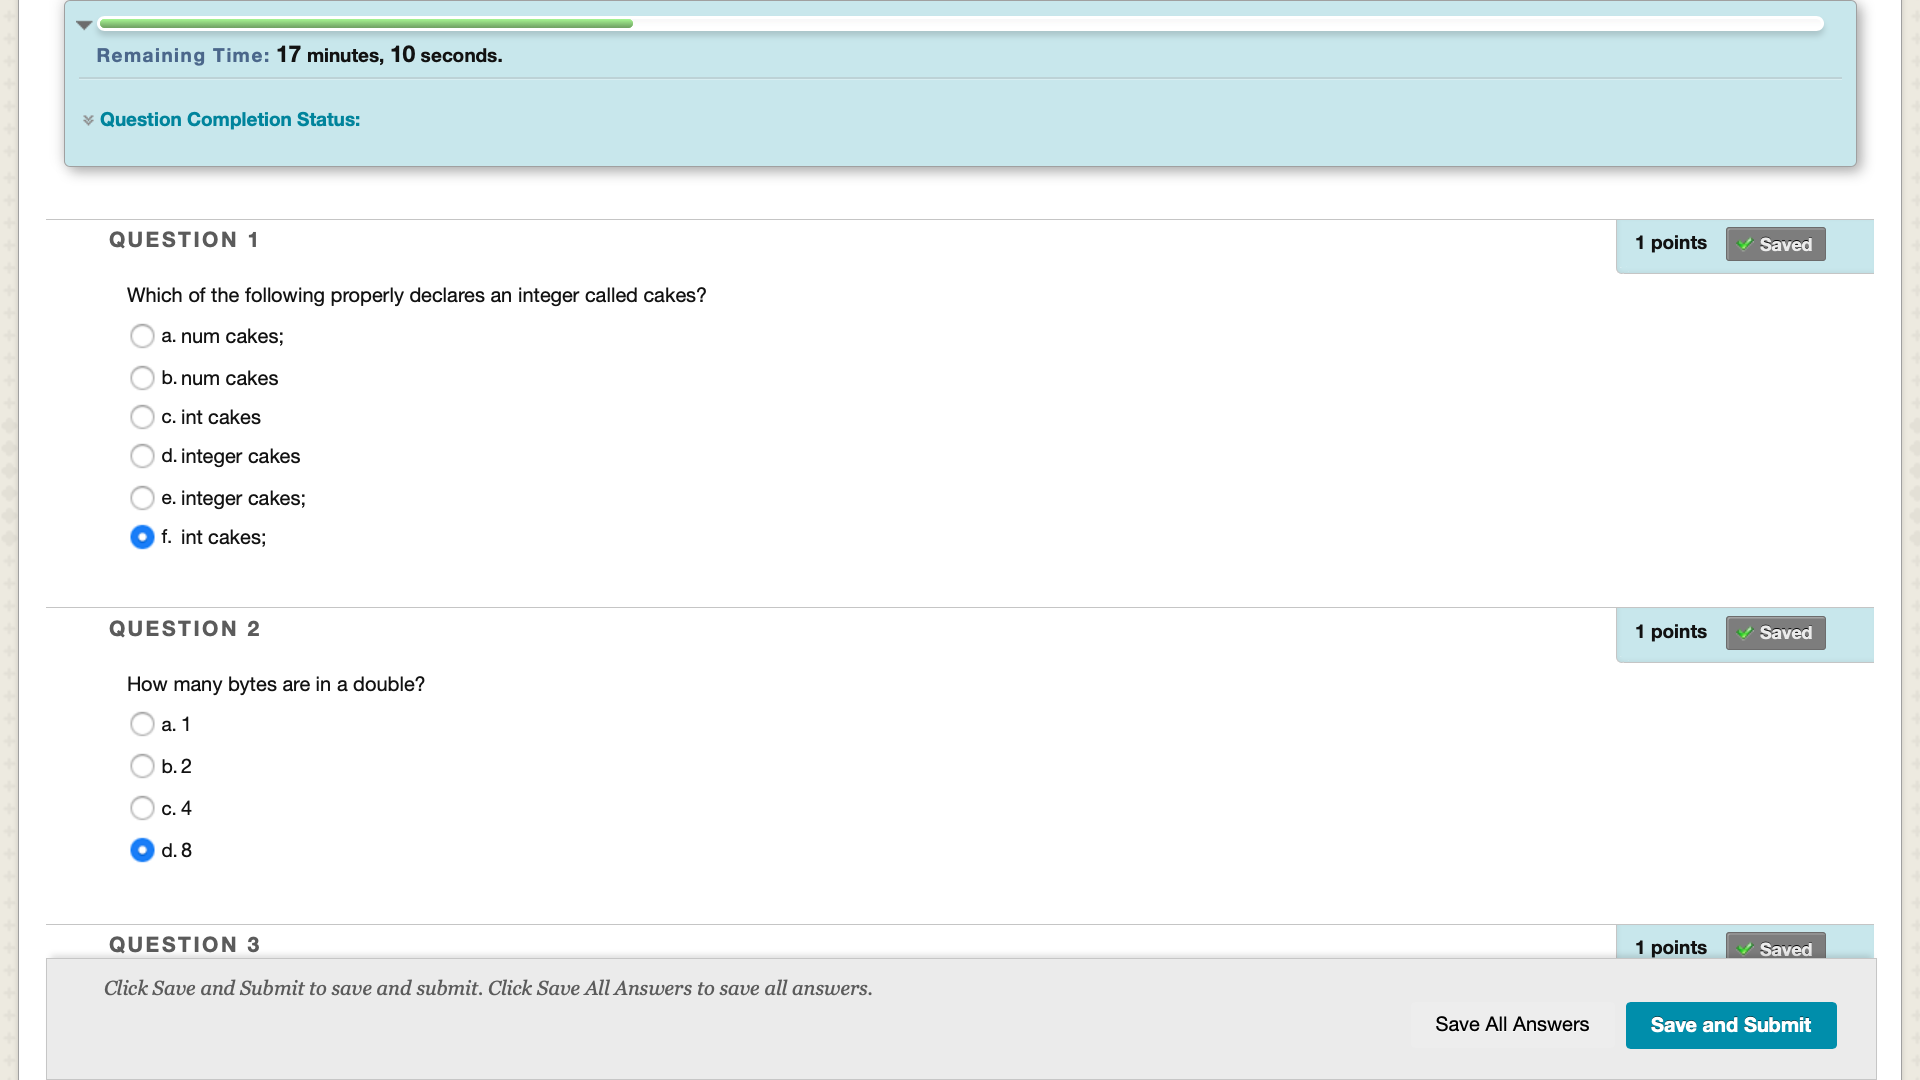 Remaining Time: 17 minutes, 10 seconds.
Question Completion Status:
QUESTION 1
1 points
Saved
Which of the following properly declares an integer called cakes?
a. num cakes;
b. num cakes
c. int cakes
d. integer cakes
e. integer cakes;
f. int cakes;
QUESTION 2
1 points
Saved
How many bytes are in a double?
a. 1
b. 2
c. 4
d. 8
QUESTION 3
1 points
Saved
Click Save and Submit to save and submit. Click Save All Answers to save all answers.
Save All Answers
Save and Submit